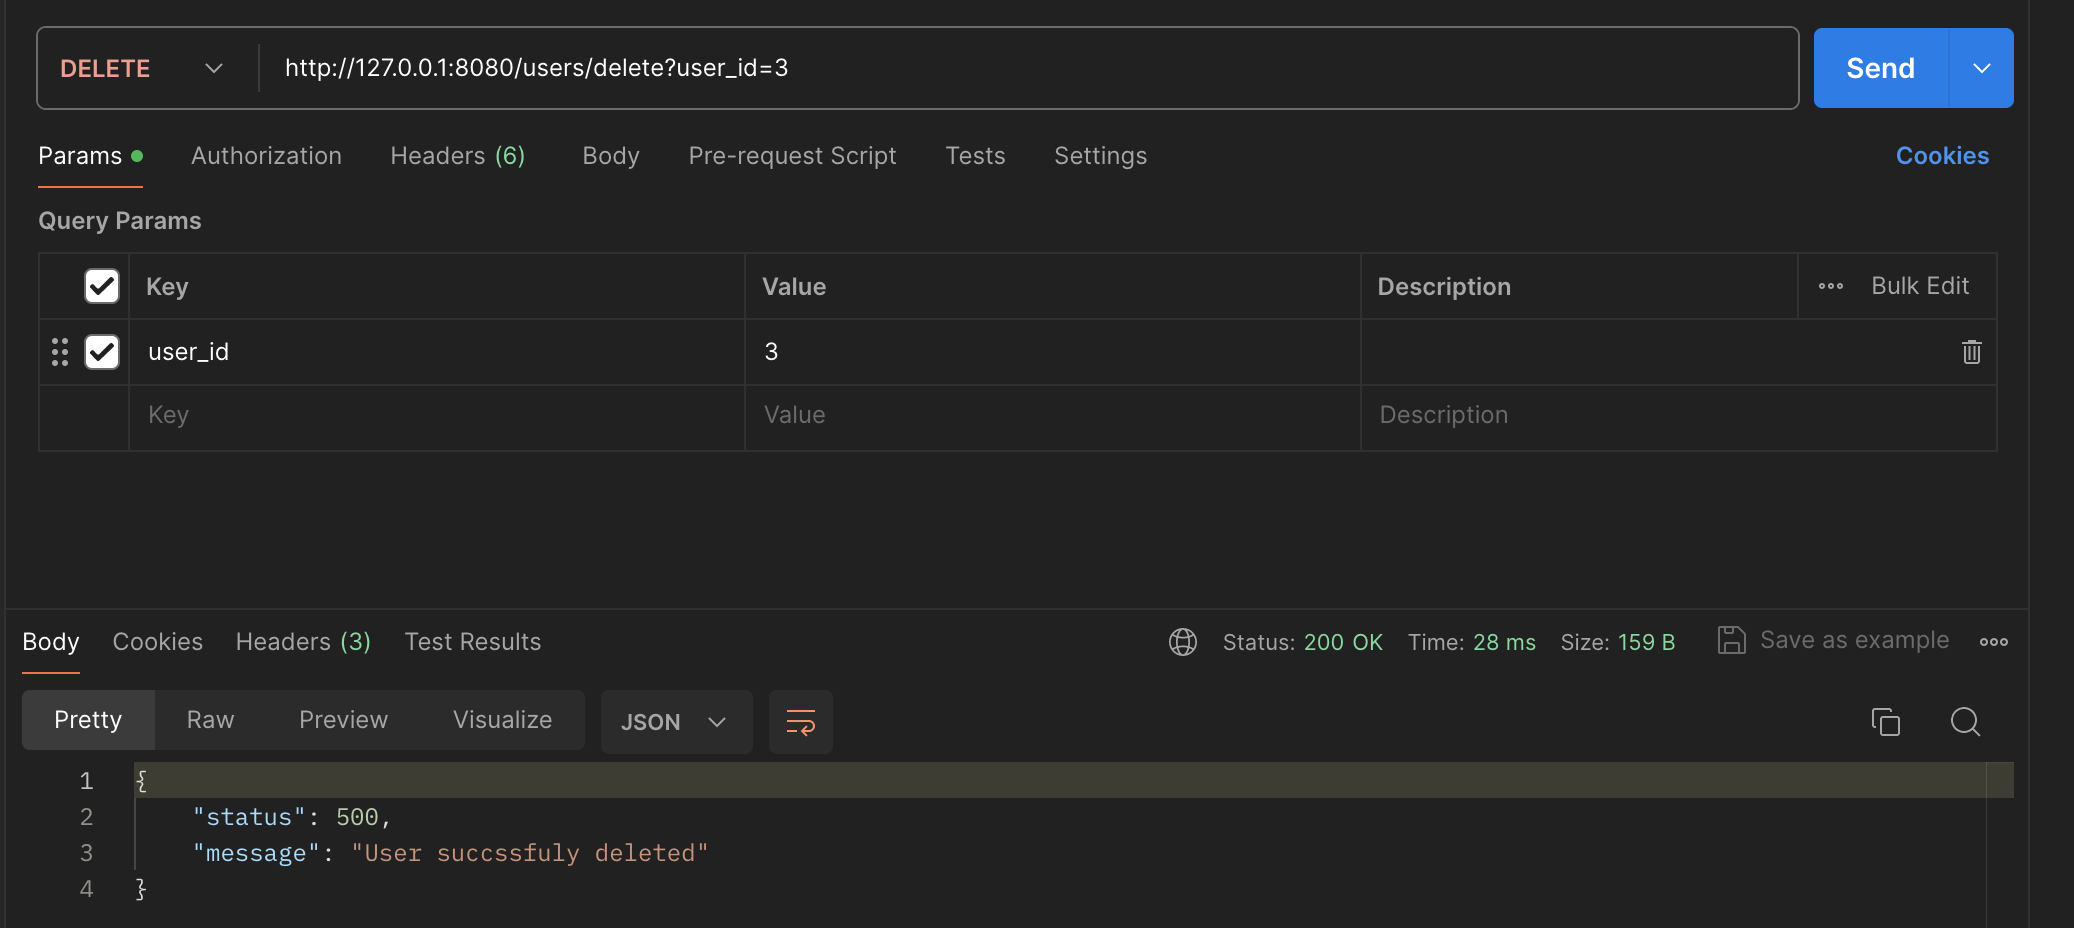 DELETE http://127.0.0.1:8080/users/delete?user_id=3 Send
Params Authorization Headers (6) Body Pre-request Script Tests Settings Cookies
Query Params
Key Value Description Bulk Edit
user_id 3
Key Value Description
Body Cookies Headers (3) Test Results Status: 200 OK Time: 28 ms Size: 159 B Save as example
Pretty Raw Preview Visualize JSON
1 {
2 "status": 500,
3 "message": "User succssfuly deleted"
4 }